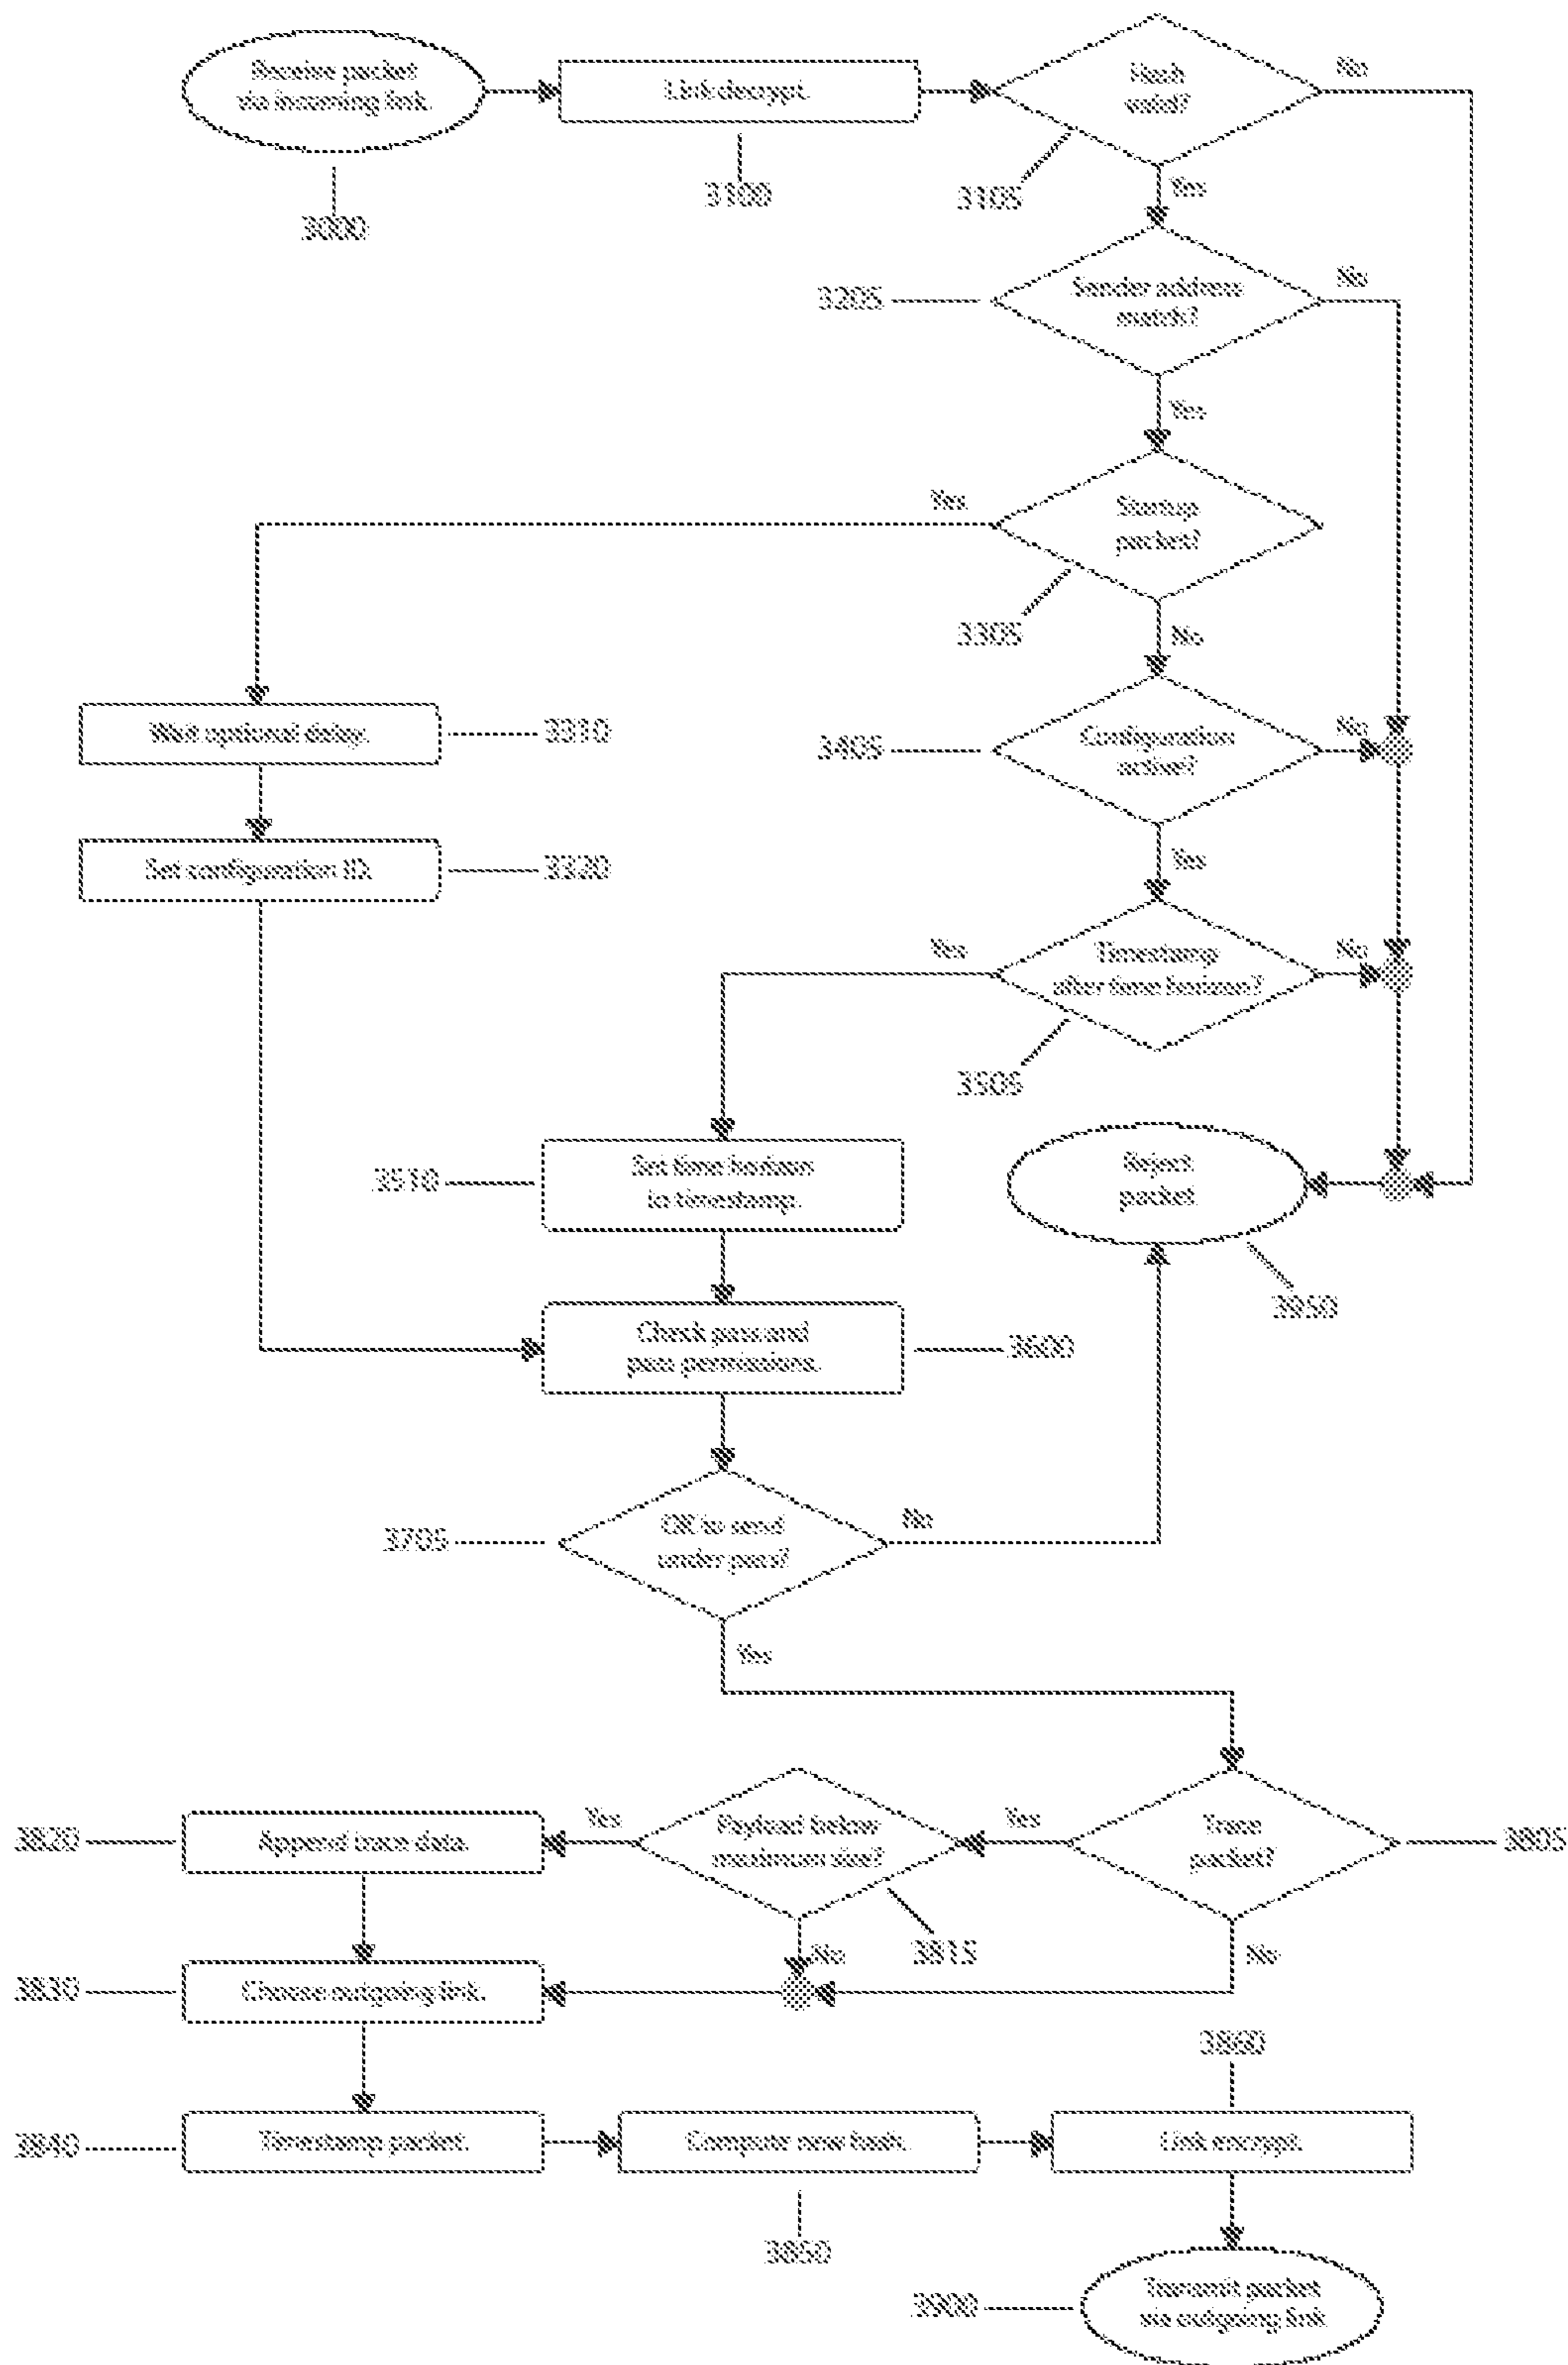 Receive packet
via incoming link.
Link decrypt.
Hash
valid?
No
3000
3100
3105
Yes
3205
Sender address
match?
No
Yes
Yes
Startup
packet?
3305
No
Wait optional delay.
3310
3405
Configuration
active?
No
Set configuration ID.
3320
Yes
Yes
Timestamp
after time horizon?
No
3505
3510
Set time horizon
to timestamp.
Reject
packet.
3950
Check pass and
pass permissions.
3600
3705
OK to send
under pass?
No
Yes
3820
Append trace data.
Yes
Payload below
maximum size?
Yes
Trace
packet?
3805
3815
No
No
3830
Choose outgoing link.
3860
3840
Timestamp packet.
Compute new hash.
Link encrypt.
3850
3900
Transmit packet
via outgoing link.